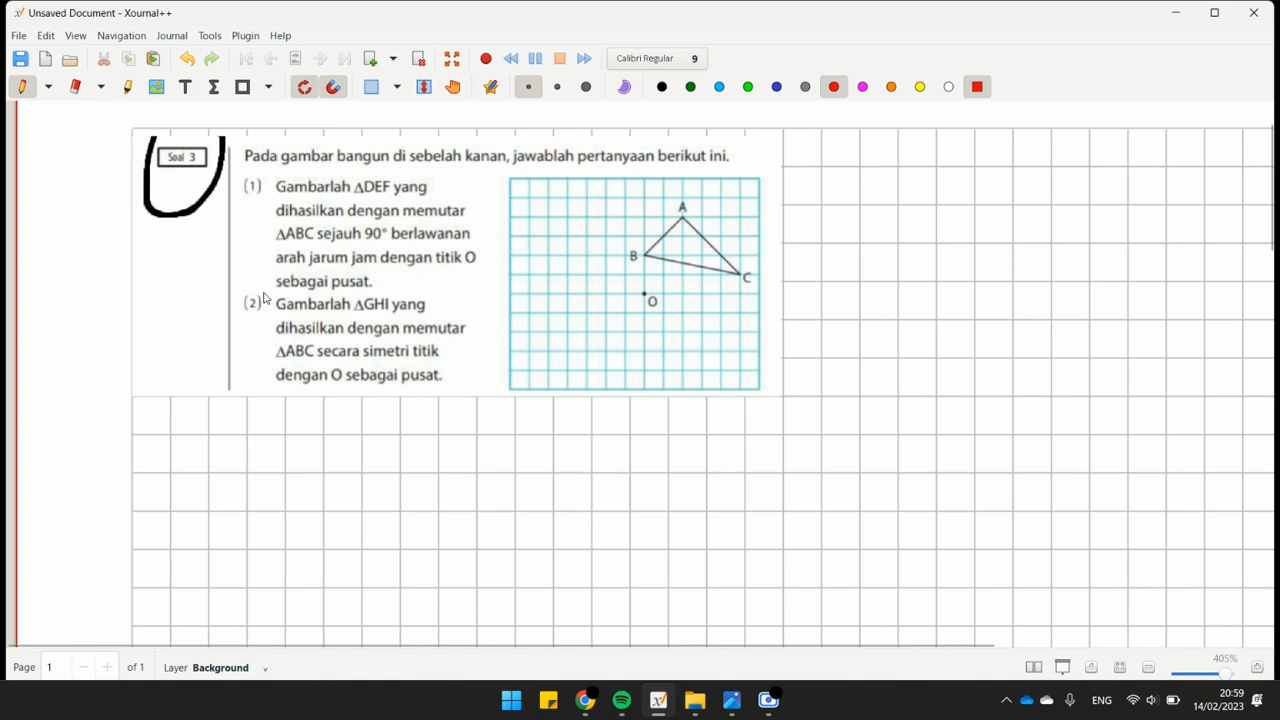 Unsaved Document - Xournal++
File Edit View Navigation Journal Tools Plugin Help
Calibri Regular 9
Soal 3
Pada gambar bangun di sebelah kanan, jawablah pertanyaan berikut ini.
(1) Gambarlah ΔDEF yang
dihasilkan dengan memutar
ΔABC sejauh 90° berlawanan
arah jarum jam dengan titik O
sebagai pusat.
(2) Gambarlah ΔGHI yang
dihasilkan dengan memutar
ΔABC secara simetri titik
dengan O sebagai pusat.
A
B
C
O
Page 1 of 1 Layer Background
405%
ENG
20:59
14/02/2023